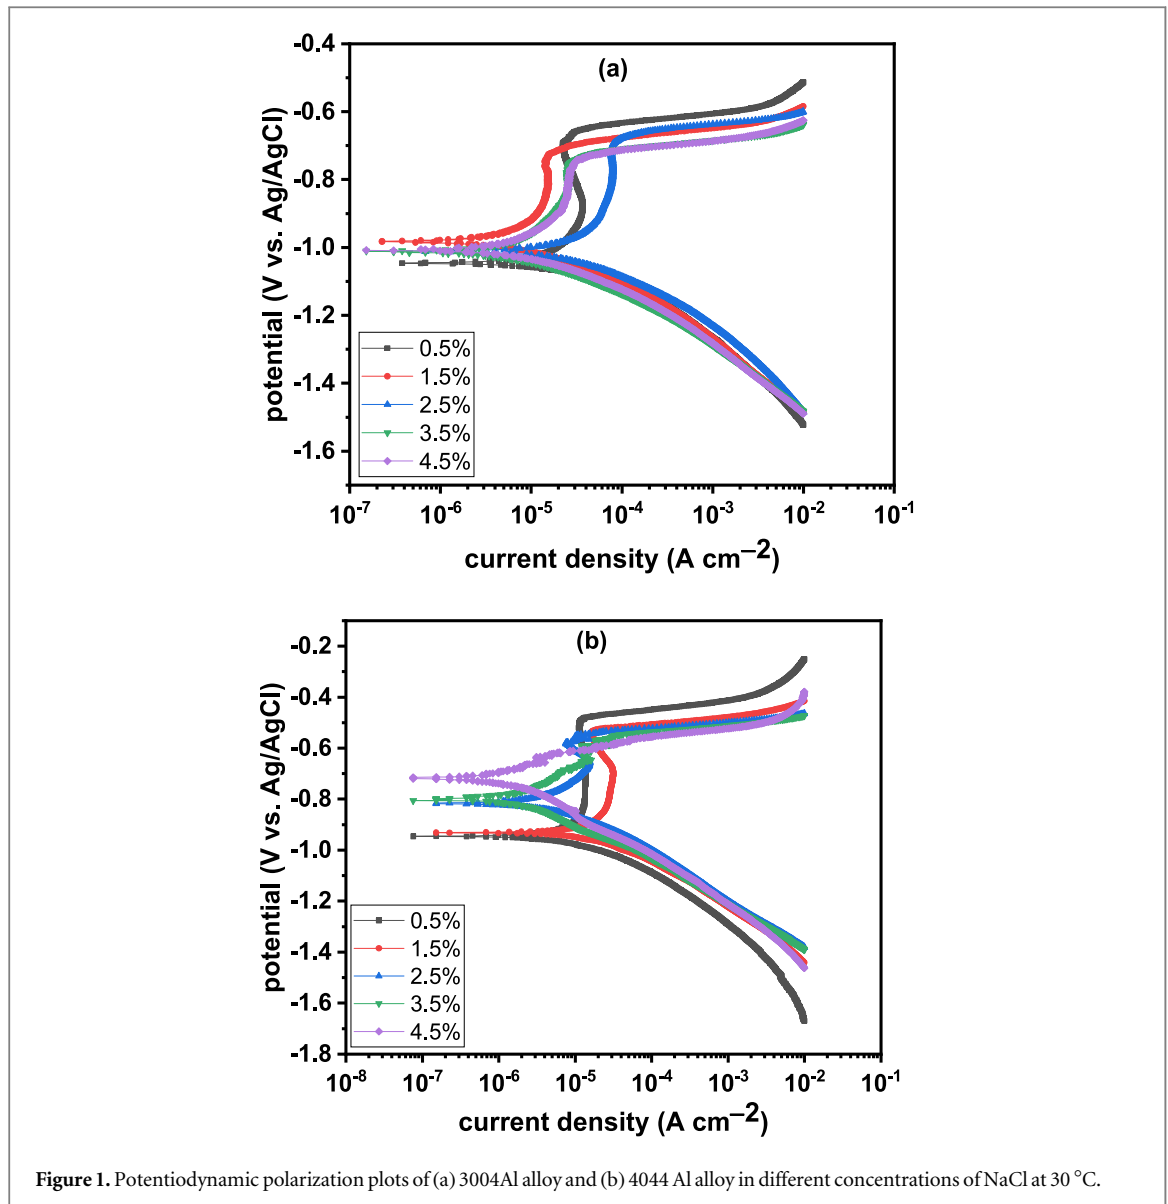 (a)
potential (V vs. Ag/AgCl)
-0.4
-0.6
-0.8
-1.0
-1.2
-1.4
-1.6
0.5%
1.5%
2.5%
3.5%
4.5%
10-7 10-6 10-5 10-4 10-3 10-2 10-1
current density (A cm−2)
(b)
potential (V vs. Ag/AgCl)
-0.2
-0.4
-0.6
-0.8
-1.0
-1.2
-1.4
-1.6
-1.8
0.5%
1.5%
2.5%
3.5%
4.5%
10-8 10-7 10-6 10-5 10-4 10-3 10-2 10-1
current density (A cm−2)
Figure 1. Potentiodynamic polarization plots of (a) 3004Al alloy and (b) 4044 Al alloy in different concentrations of NaCl at 30 °C.